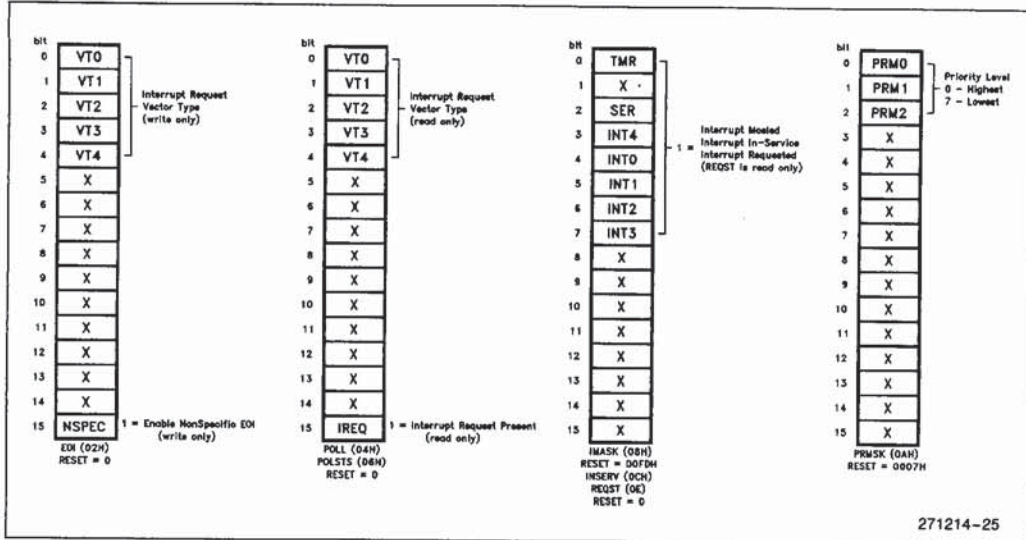 bit
0 VT0
1 VT1
2 VT2
3 VT3
4 VT4
5 X
6 X
7 X
8 X
9 X
10 X
11 X
12 X
13 X
14 X
15 NSPEC
Interrupt Request
Vector Type
(write only)
1 = Enable NonSpecific EOI
(write only)
EOI (02H)
RESET = 0
bit
0 VT0
1 VT1
2 VT2
3 VT3
4 VT4
5 X
6 X
7 X
8 X
9 X
10 X
11 X
12 X
13 X
14 X
15 IREQ
Interrupt Request
Vector Type
(read only)
1 = Interrupt Request Present
(read only)
POLL (04H)
POLSTS (06H)
RESET = 0
bit
0 TMR
1 X
2 SER
3 INT4
4 INT0
5 INT1
6 INT2
7 INT3
8 X
9 X
10 X
11 X
12 X
13 X
14 X
15 X
1 =
Interrupt Masked
Interrupt In-Service
Interrupt Requested
(REQST is read only)
IMASK (08H)
RESET = 00FDH
INSERV (0CH)
REQST (0E)
RESET = 0
bit
0 PRM0
1 PRM1
2 PRM2
3 X
4 X
5 X
6 X
7 X
8 X
9 X
10 X
11 X
12 X
13 X
14 X
15 X
Priority Level
0 - Highest
7 - Lowest
PRMSK (0AH)
RESET = 0007H
271214-25